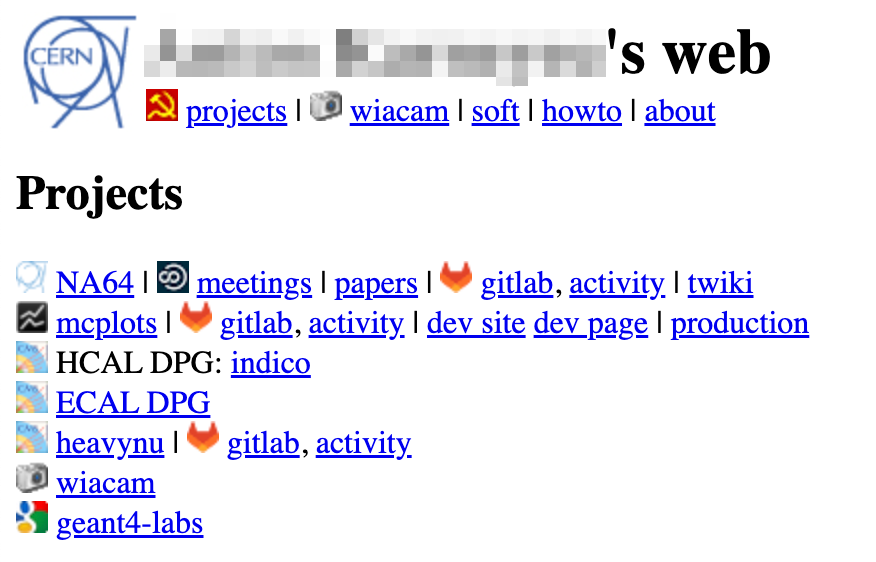 CERN
's web
projects | wiacam | soft | howto | about
Projects
NA64 | meetings | papers | gitlab, activity | twiki
mcplots | gitlab, activity | dev site dev page | production
HCAL DPG: indico
ECAL DPG
heavynu | gitlab, activity
wiacam
geant4-labs